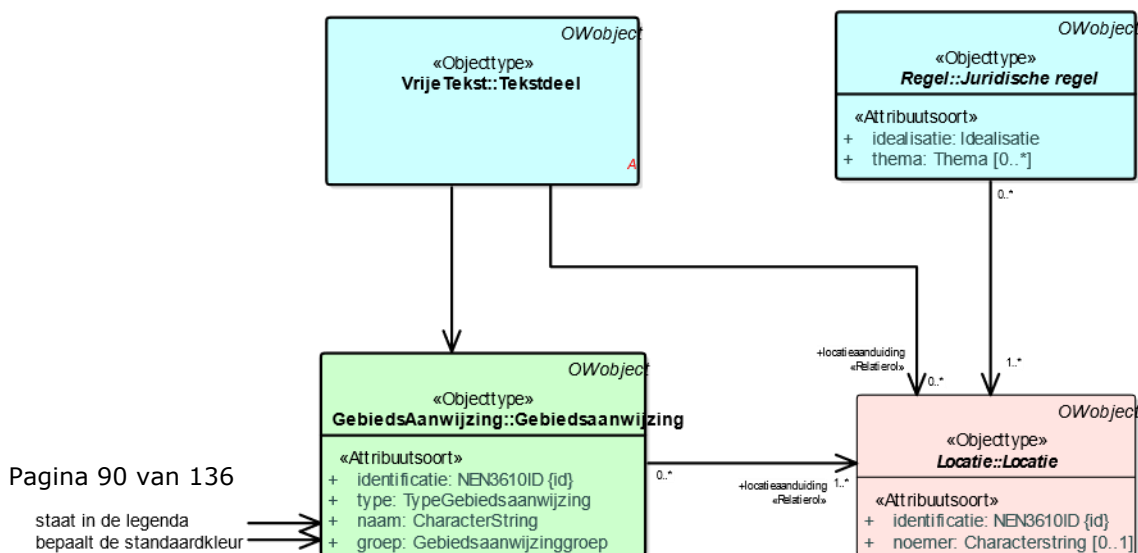 OWobject
«Objecttype»
VrijeTekst::Tekstdeel
A
OWobject
«Objecttype»
Regel::Juridische regel
«Attribuutsoort»
+ idealisatie: Idealisatie
+ thema: Thema [0..*]
0..*
+locatieaanduiding
«Relatierol»
0..*
1..*
OWobject
«Objecttype»
GebiedsAanwijzing::Gebiedsaanwijzing
«Attribuutsoort»
+ identificatie: NEN3610ID {id}
+ type: TypeGebiedsaanwijzing
+ naam: CharacterString
+ groep: Gebiedsaanwijzinggroep
0..*
+locatieaanduiding
«Relatierol»
1..*
OWobject
«Objecttype»
Locatie::Locatie
«Attribuutsoort»
+ identificatie: NEN3610ID {id}
+ noemer: Characterstring [0..1]
Pagina 90 van 136
staat in de legenda
bepaalt de standaardkleur